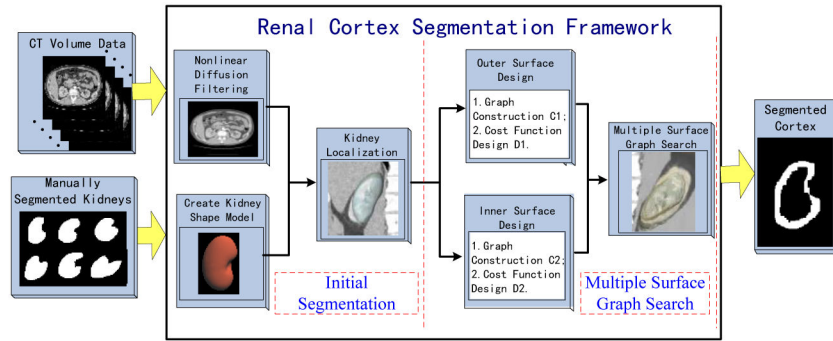 Renal Cortex Segmentation Framework
CT Volume Data
Manually
Segmented Kidneys
Nonlinear
Diffusion
Filtering
Create Kidney
Shape Model
Kidney
Localization
Initial
Segmentation
Outer Surface
Design
1.Graph
Construction C1;
2.Cost Function
Design D1.
Inner Surface
Design
1.Graph
Construction C2;
2.Cost Function
Design D2.
Multiple Surface
Graph Search
Multiple Surface
Graph Search
Segmented
Cortex